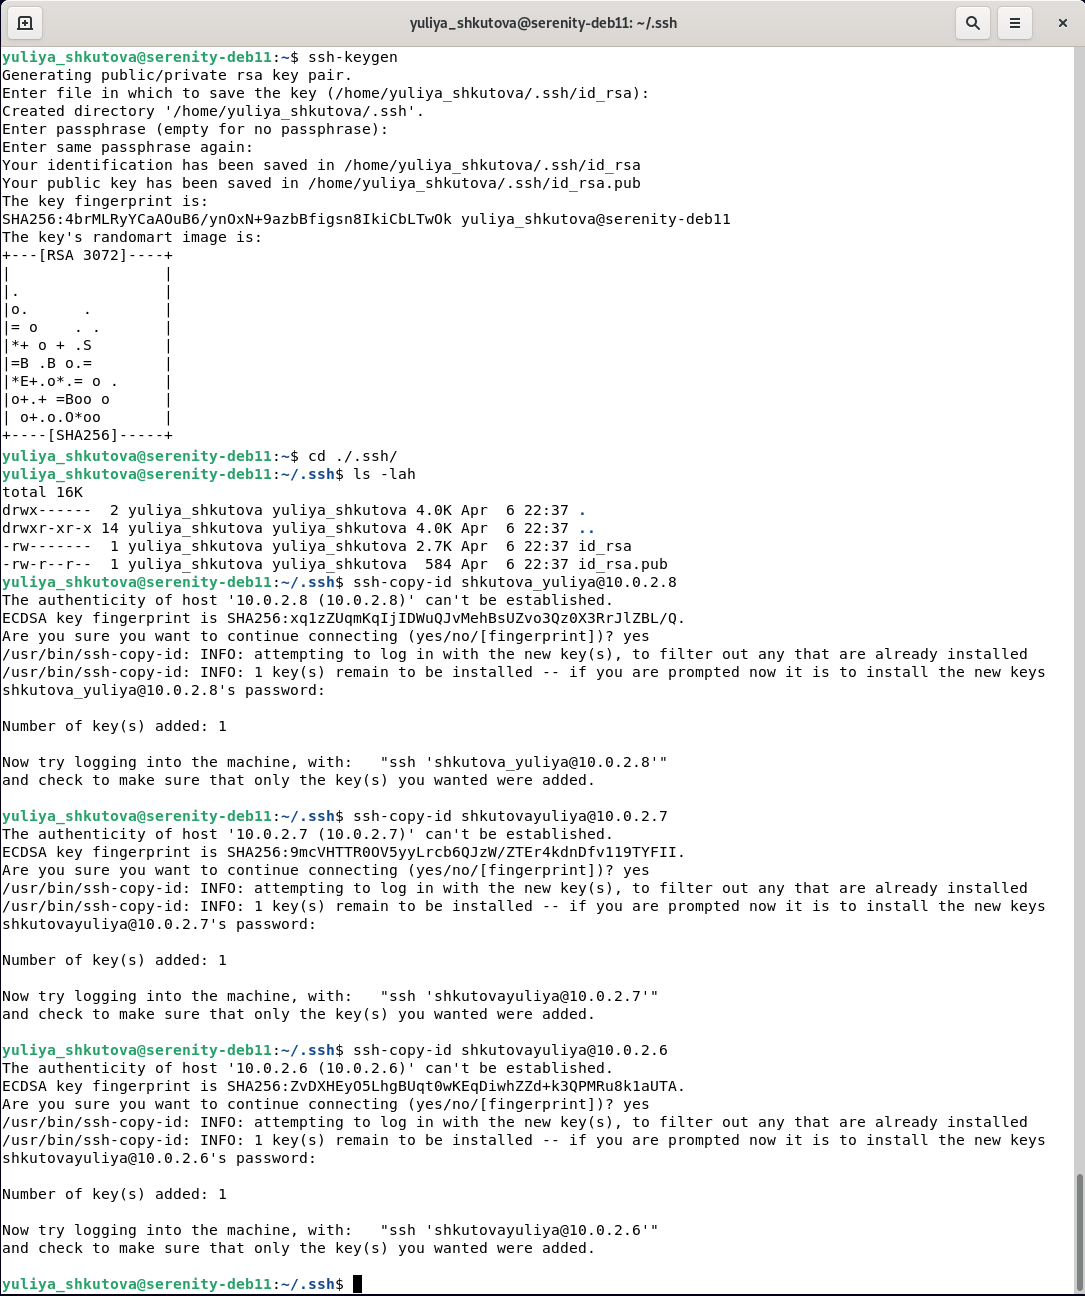 yuliya_shkutova@serenity-deb11: ~/.ssh
yuliya_shkutova@serenity-deb11:~$ ssh-keygen
Generating public/private rsa key pair.
Enter file in which to save the key (/home/yuliya_shkutova/.ssh/id_rsa):
Created directory '/home/yuliya_shkutova/.ssh'.
Enter passphrase (empty for no passphrase):
Enter same passphrase again:
Your identification has been saved in /home/yuliya_shkutova/.ssh/id_rsa
Your public key has been saved in /home/yuliya_shkutova/.ssh/id_rsa.pub
The key fingerprint is:
SHA256:4brMLRyYCaAOuB6/ynOxN+9azbBfigsn8IkiCbLTwOk yuliya_shkutova@serenity-deb11
The key's randomart image is:
+---[RSA 3072]----+
|                 |
|.                |
|o.      .        |
|= o    . .       |
|*+ o + .S        |
|=B .B o.=        |
|*E+.o*.= o .     |
|o+.+ =Boo o      |
| o+.o.O*oo       |
+----[SHA256]-----+
yuliya_shkutova@serenity-deb11:~$ cd ./.ssh/
yuliya_shkutova@serenity-deb11:~/.ssh$ ls -lah
total 16K
drwx------  2 yuliya_shkutova yuliya_shkutova 4.0K Apr  6 22:37 .
drwxr-xr-x 14 yuliya_shkutova yuliya_shkutova 4.0K Apr  6 22:37 ..
-rw-------  1 yuliya_shkutova yuliya_shkutova 2.7K Apr  6 22:37 id_rsa
-rw-r--r--  1 yuliya_shkutova yuliya_shkutova  584 Apr  6 22:37 id_rsa.pub
yuliya_shkutova@serenity-deb11:~/.ssh$ ssh-copy-id shkutova_yuliya@10.0.2.8
The authenticity of host '10.0.2.8 (10.0.2.8)' can't be established.
ECDSA key fingerprint is SHA256:xq1zZUqmKqIjIDWuQJvMehBsUZvo3Qz0X3RrJlZBL/Q.
Are you sure you want to continue connecting (yes/no/[fingerprint])? yes
/usr/bin/ssh-copy-id: INFO: attempting to log in with the new key(s), to filter out any that are already installed
/usr/bin/ssh-copy-id: INFO: 1 key(s) remain to be installed -- if you are prompted now it is to install the new keys
shkutova_yuliya@10.0.2.8's password:
Number of key(s) added: 1
Now try logging into the machine, with:   "ssh 'shkutova_yuliya@10.0.2.8'"
and check to make sure that only the key(s) you wanted were added.
yuliya_shkutova@serenity-deb11:~/.ssh$ ssh-copy-id shkutovayuliya@10.0.2.7
The authenticity of host '10.0.2.7 (10.0.2.7)' can't be established.
ECDSA key fingerprint is SHA256:9mcVHTTR0OV5yyLrcb6QJzW/ZTEr4kdnDfv119TYFII.
Are you sure you want to continue connecting (yes/no/[fingerprint])? yes
/usr/bin/ssh-copy-id: INFO: attempting to log in with the new key(s), to filter out any that are already installed
/usr/bin/ssh-copy-id: INFO: 1 key(s) remain to be installed -- if you are prompted now it is to install the new keys
shkutovayuliya@10.0.2.7's password:
Number of key(s) added: 1
Now try logging into the machine, with:   "ssh 'shkutovayuliya@10.0.2.7'"
and check to make sure that only the key(s) you wanted were added.
yuliya_shkutova@serenity-deb11:~/.ssh$ ssh-copy-id shkutovayuliya@10.0.2.6
The authenticity of host '10.0.2.6 (10.0.2.6)' can't be established.
ECDSA key fingerprint is SHA256:ZvDXHEyO5LhgBUqt0wKEqDiwhZZd+k3QPMRu8k1aUTA.
Are you sure you want to continue connecting (yes/no/[fingerprint])? yes
/usr/bin/ssh-copy-id: INFO: attempting to log in with the new key(s), to filter out any that are already installed
/usr/bin/ssh-copy-id: INFO: 1 key(s) remain to be installed -- if you are prompted now it is to install the new keys
shkutovayuliya@10.0.2.6's password:
Number of key(s) added: 1
Now try logging into the machine, with:   "ssh 'shkutovayuliya@10.0.2.6'"
and check to make sure that only the key(s) you wanted were added.
yuliya_shkutova@serenity-deb11:~/.ssh$